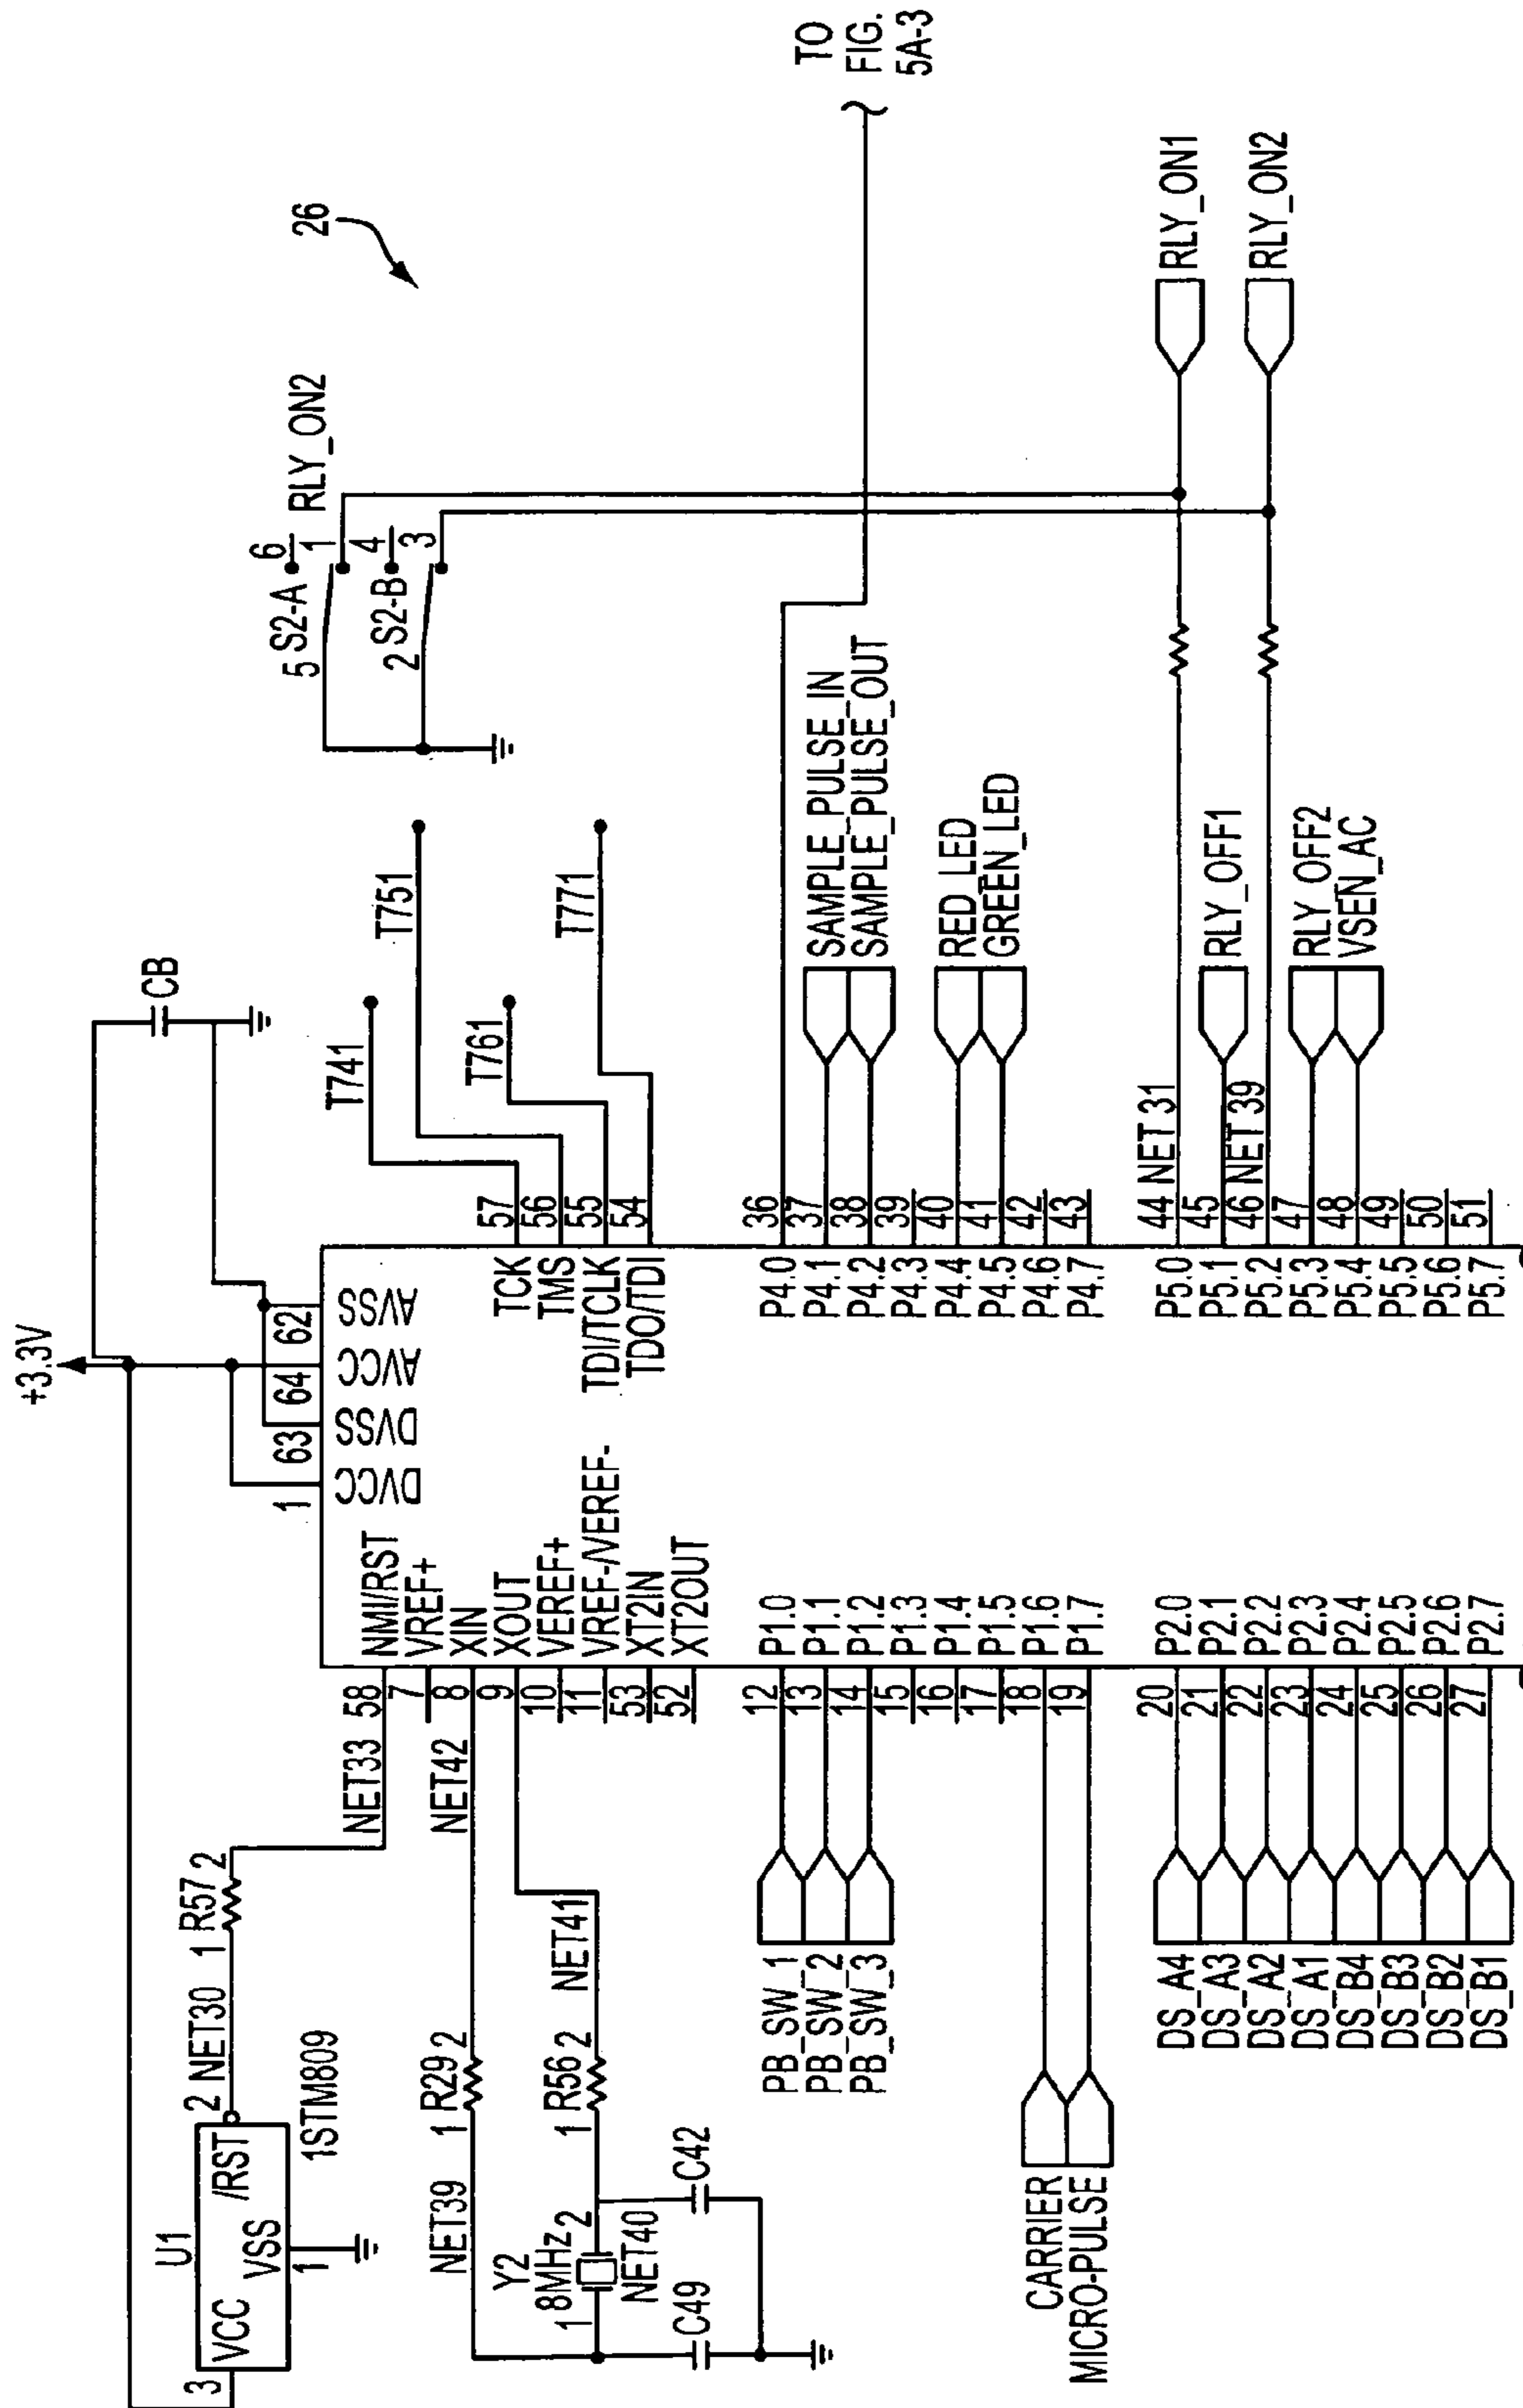 +3.3V
CB
26
TO
FIG.
5A-3
U1
VCC
/RST
VSS
3
2
1
1STM809
NET30
1
R57
2
NET33
NET39
1
R29
2
NET42
Y2
8MHz
1
2
NET40
1
R56
2
NET41
C49
C42
1
63
64
62
DVCC
DVSS
AVCC
AVSS
58
NMI/RST
7
VREF+
8
XIN
9
XOUT
10
VEREF+
11
VREF-/VEREF-
53
XT2IN
52
XT2OUT
TCK
57
T741
TMS
56
T751
TDI/TCLK
55
T761
TDO/TDI
54
T771
5
S2-A
6
1
RLY_ON2
2
S2-B
4
3
PB_SW_1
12
P1.0
PB_SW_2
13
P1.1
PB_SW_3
14
P1.2
15
P1.3
16
P1.4
17
P1.5
CARRIER
18
P1.6
MICRO-PULSE
19
P1.7
DS_A4
20
P2.0
DS_A3
21
P2.1
DS_A2
22
P2.2
DS_A1
23
P2.3
DS_B4
24
P2.4
DS_B3
25
P2.5
DS_B2
26
P2.6
DS_B1
27
P2.7
P4.0
36
P4.1
37
SAMPLE_PULSE_IN
P4.2
38
SAMPLE_PULSE_OUT
P4.3
39
P4.4
40
RED_LED
P4.5
41
GREEN_LED
P4.6
42
P4.7
43
P5.0
44
NET 31
RLY_ON1
P5.1
45
RLY_OFF1
P5.2
46
NET 39
RLY_ON2
P5.3
47
RLY_OFF2
P5.4
48
VSEN_AC
P5.5
49
P5.6
50
P5.7
51